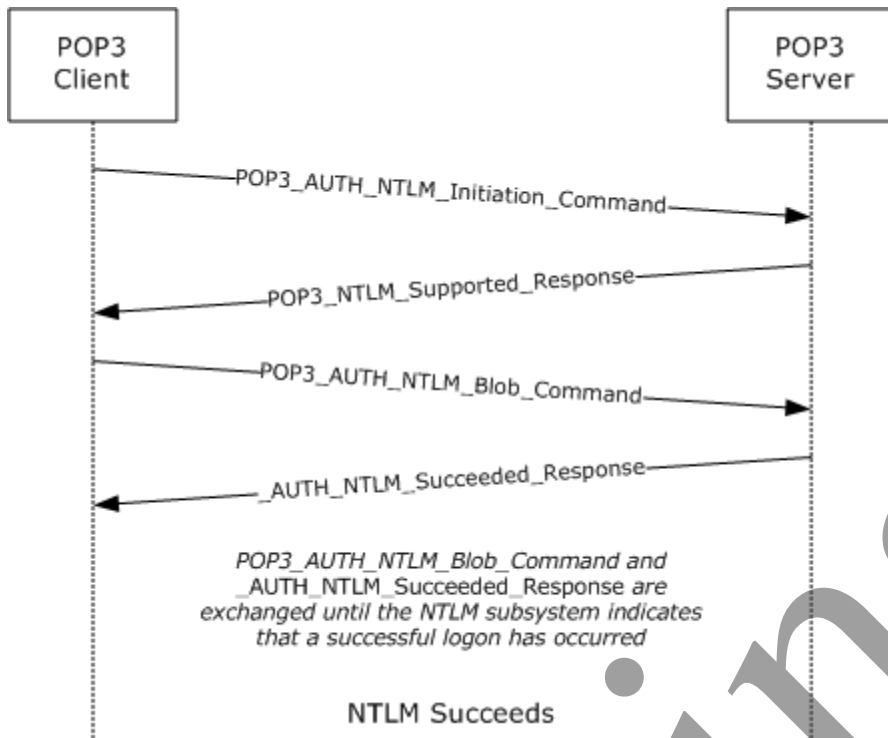 POP3
Client
POP3
Server
POP3_AUTH_NTLM_Initiation_Command
POP3_NTLM_Supported_Response
POP3_AUTH_NTLM_Blob_Command
_AUTH_NTLM_Succeeded_Response
POP3_AUTH_NTLM_Blob_Command and
_AUTH_NTLM_Succeeded_Response are
exchanged until the NTLM subsystem indicates
that a successful logon has occurred
NTLM Succeeds